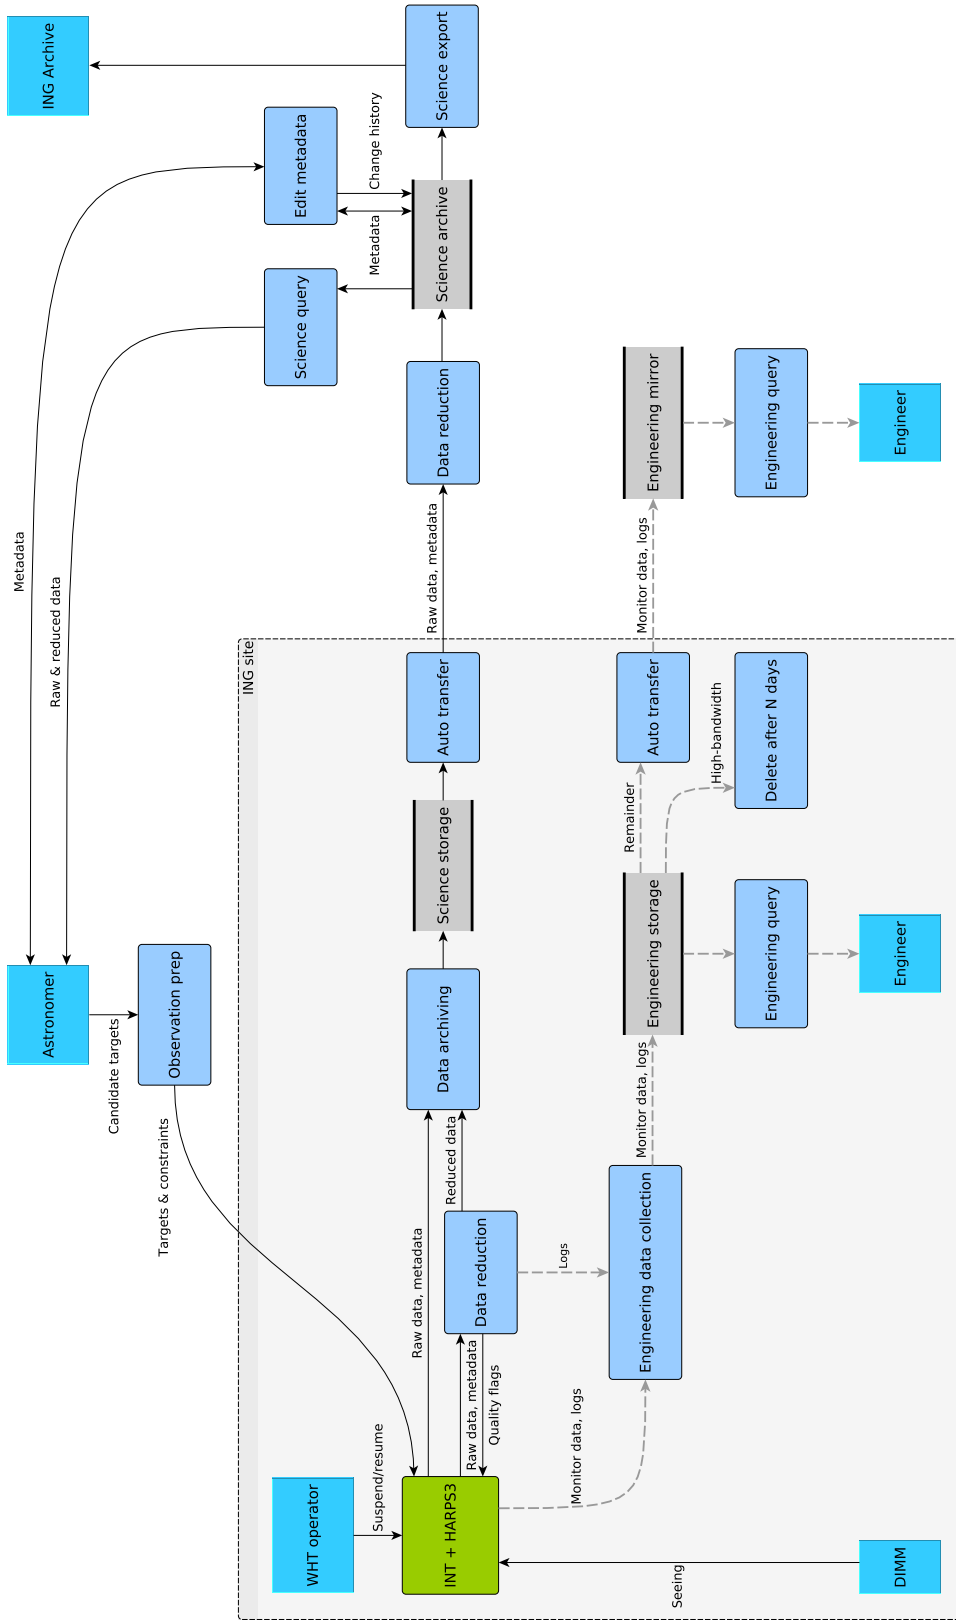 Astronomer
Metadata
Raw & reduced data
ING Archive
Candidate targets
Observation prep
Targets & constraints
ING site
WHT operator
Science query
Edit metadata
Suspend/resume
Metadata
Change history
INT + HARPS3
Raw data, metadata
Raw data, metadata
Quality flags
Data reduction
Reduced data
Data archiving
Science storage
Auto transfer
Raw data, metadata
Data reduction
Science archive
Science export
Monitor data, logs
Logs
Engineering data collection
Monitor data, logs
Engineering storage
Remainder
Auto transfer
Monitor data, logs
Engineering mirror
High-bandwidth
Seeing
Engineering query
Delete after N days
Engineering query
DIMM
Engineer
Engineer